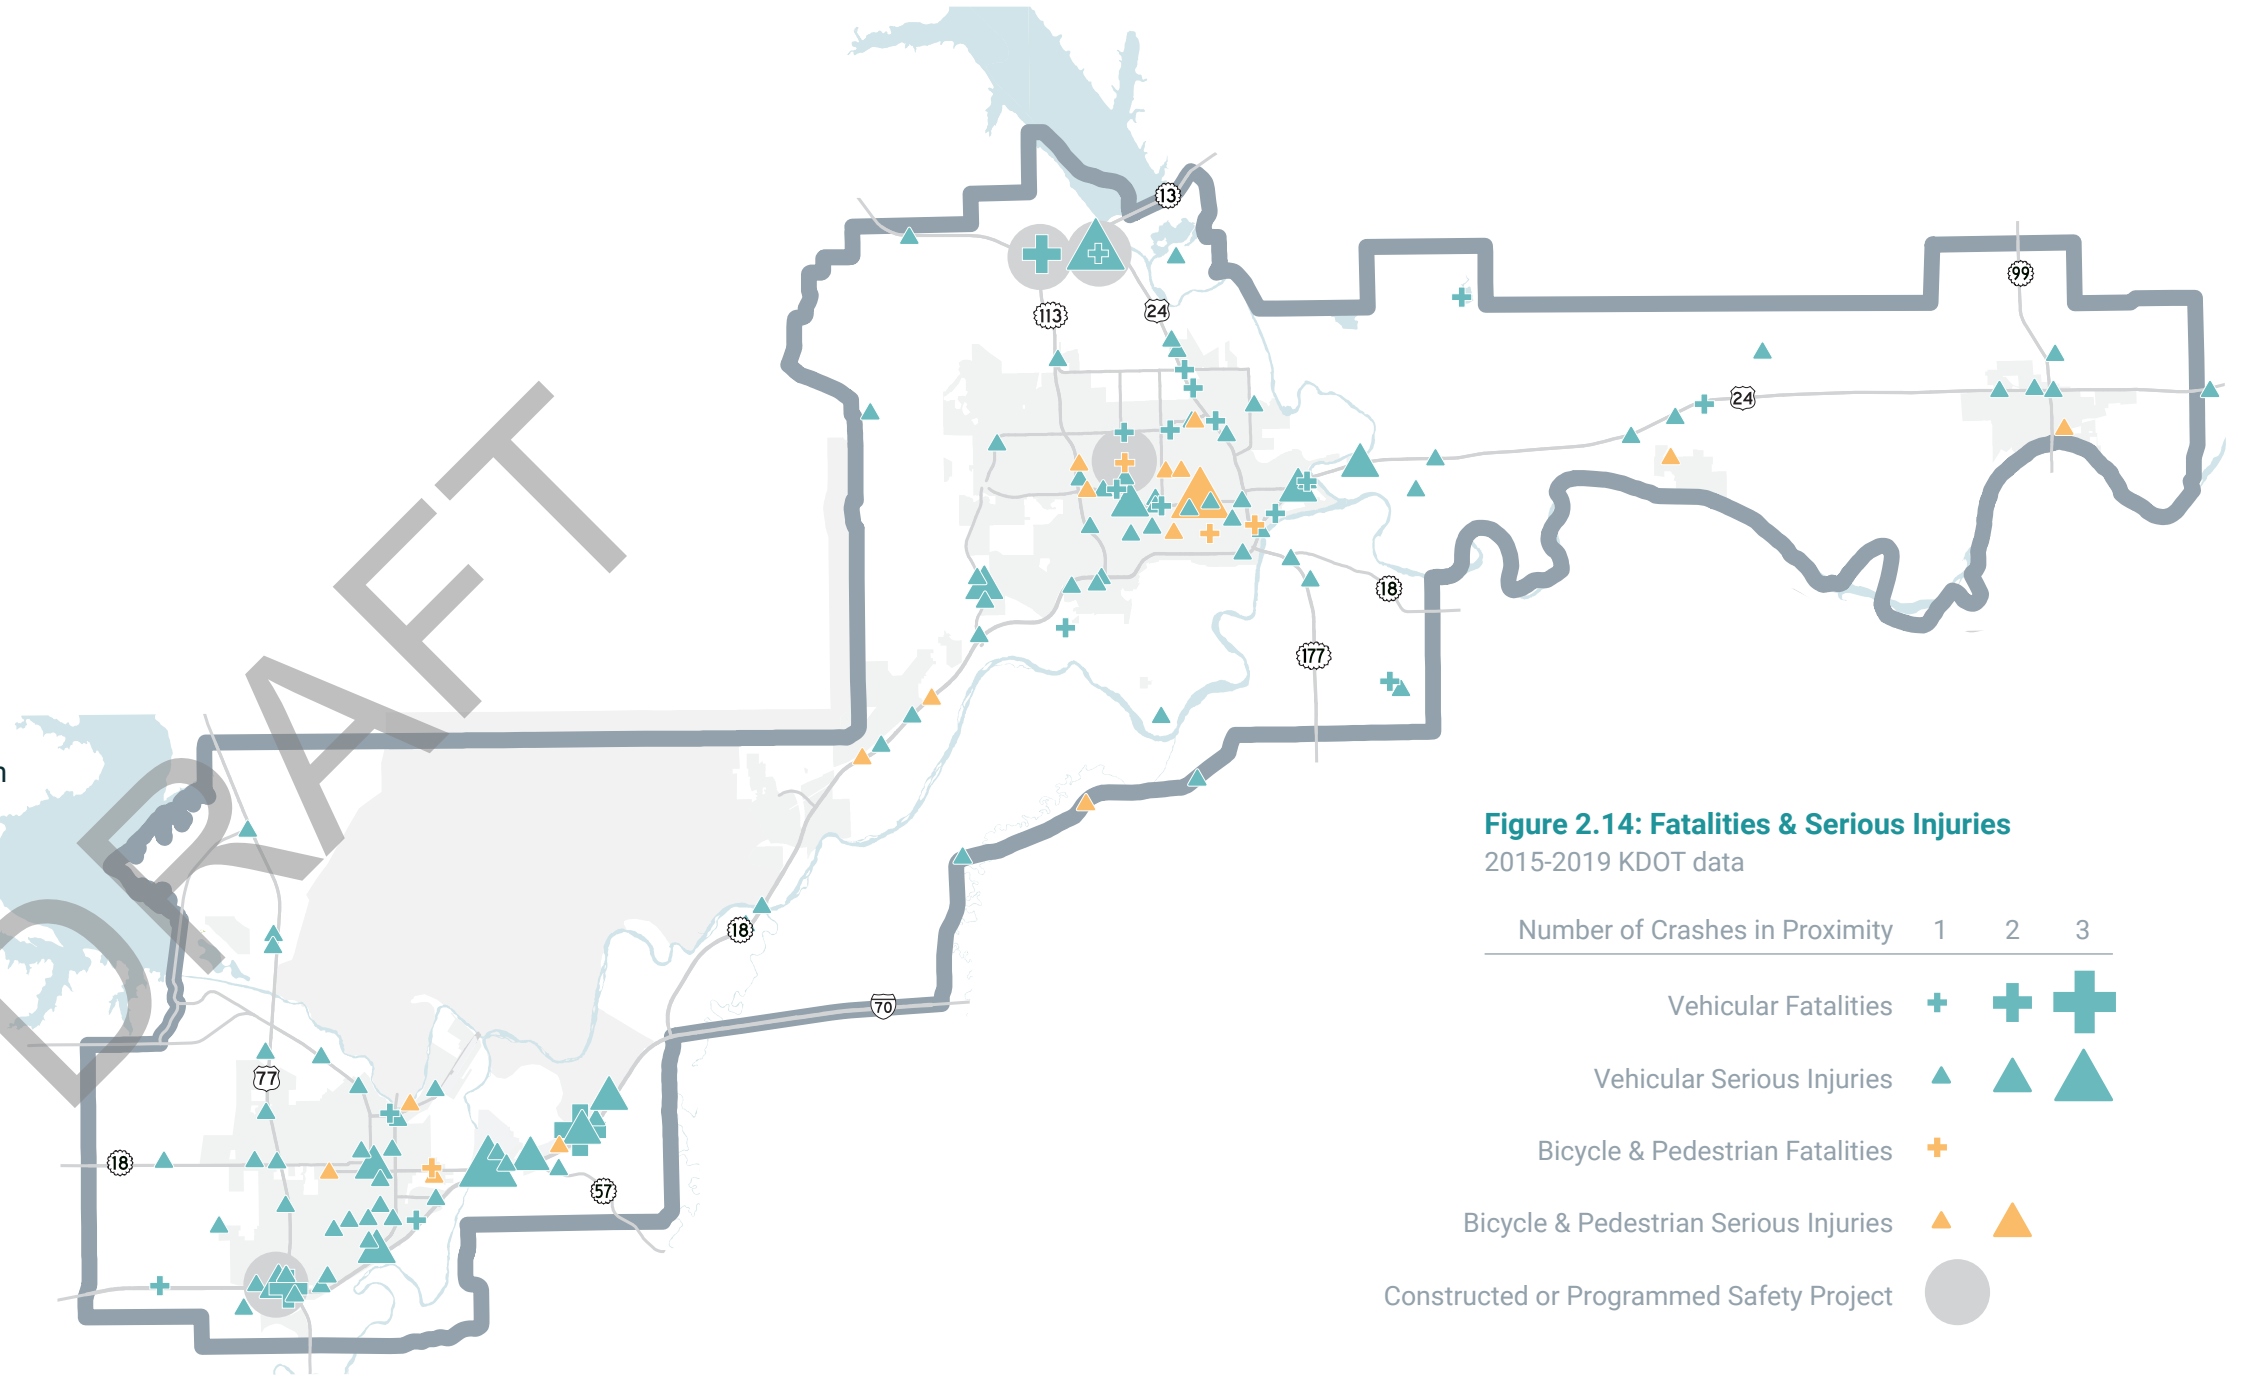 13
99
113
24
24
18
177
n
DRAFT
Figure 2.14: Fatalities & Serious Injuries
2015-2019 KDOT data
Number of Crashes in Proximity 1 2 3
Vehicular Fatalities
Vehicular Serious Injuries
Bicycle & Pedestrian Fatalities
Bicycle & Pedestrian Serious Injuries
Constructed or Programmed Safety Project
18
70
77
18
57